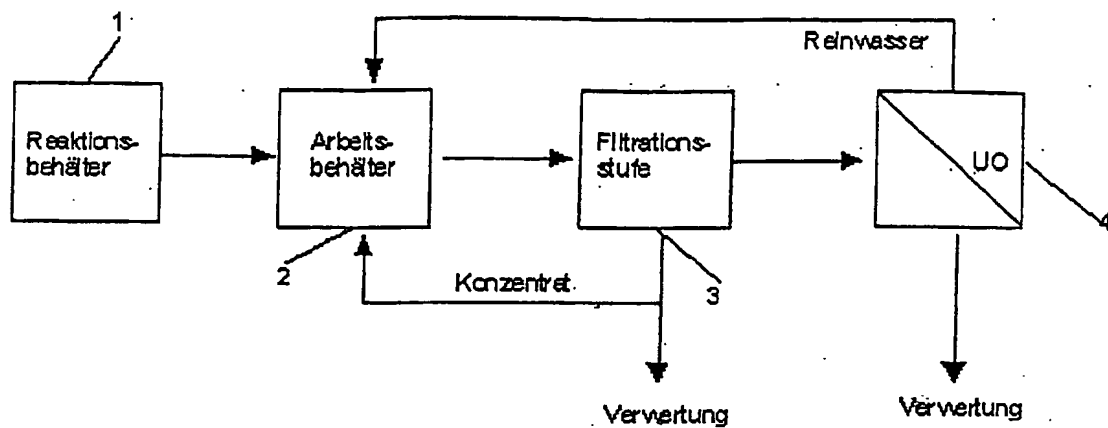 1
Reinwasser
Reaktions-
behälter
Arbeits-
behälter
Filtrations-
stufe
UO
4
2
Konzentrat
3
Verwertung
Verwertung